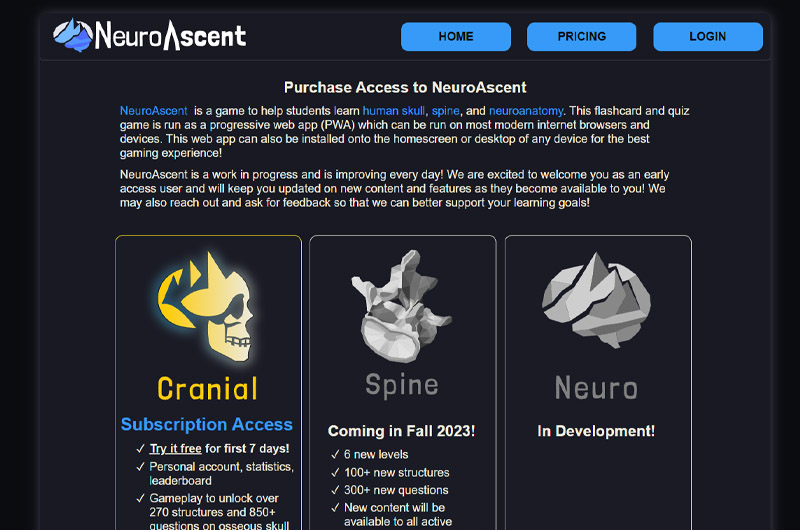 NeuroAscent
HOME
PRICING
LOGIN
Purchase Access to NeuroAscent
NeuroAscent is a game to help students learn human skull, spine, and neuroanatomy. This flashcard and quiz
game is run as a progressive web app (PWA) which can be run on most modern internet browsers and
devices. This web app can also be installed onto the homescreen or desktop of any device for the best
gaming experience!
NeuroAscent is a work in progress and is improving every day! We are excited to welcome you as an early
access user and will keep you updated on new content and features as they become available to you! We
may also reach out and ask for feedback so that we can better support your learning goals!
Cranial
Subscription Access
✓ Try it free for first 7 days!
✓ Personal account, statistics,
leaderboard
✓ Gameplay to unlock over
270 structures and 850+
questions on osseous skull
Spine
Coming in Fall 2023!
✓ 6 new levels
✓ 100+ new structures
✓ 300+ new questions
✓ New content will be
available to all active
Neuro
In Development!